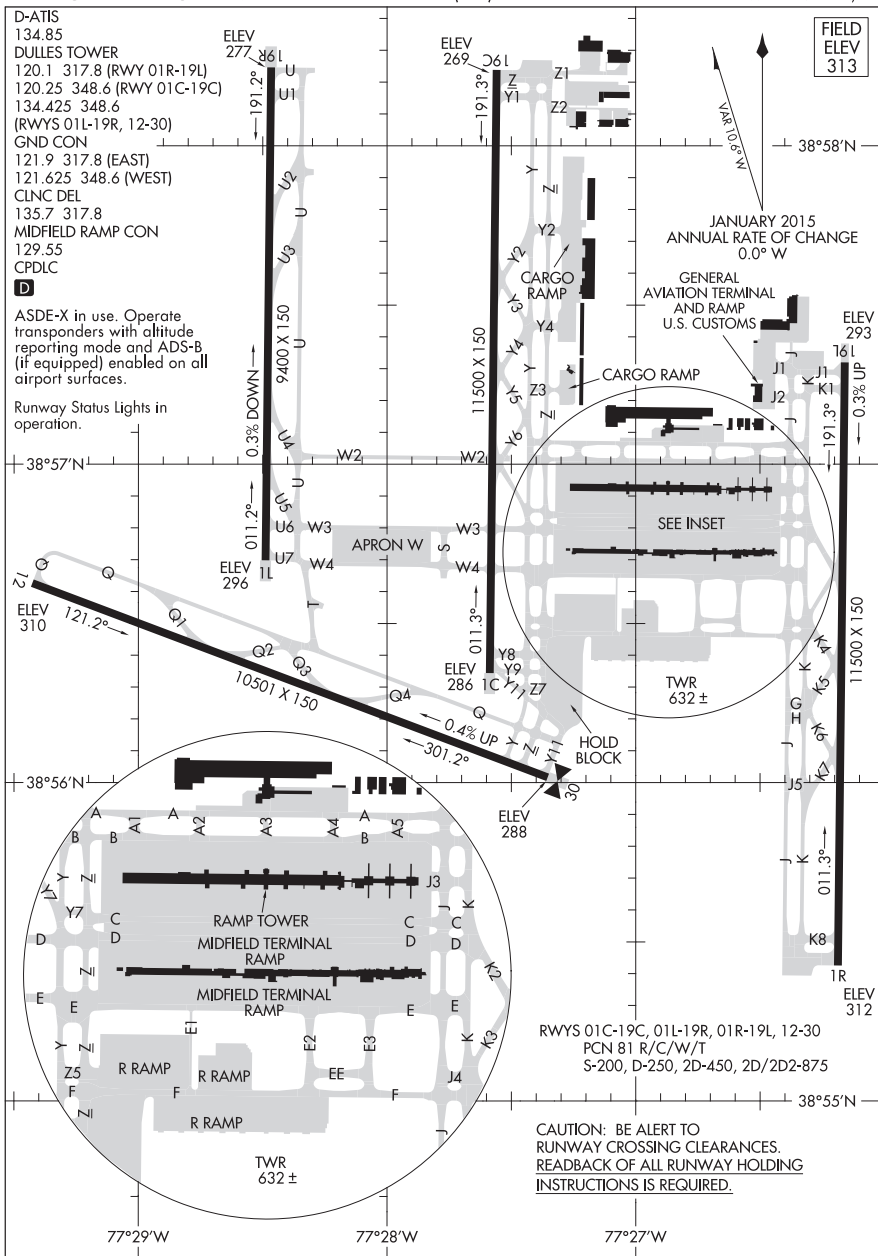 D-ATIS
134.85
DULLES TOWER
120.1 317.8 (RWY 01R-19L)
120.25 348.6 (RWY 01C-19C)
134.425 348.6
(RWYS 01L-19R, 12-30)
GND CON
121.9 317.8 (EAST)
121.625 348.6 (WEST)
CLNC DEL
135.7 317.8
MIDFIELD RAMP CON
129.55
CPDLC
D
ASDE-X in use. Operate
transponders with altitude
reporting mode and ADS-B
(if equipped) enabled on all
airport surfaces.
Runway Status Lights in
operation.
ELEV
277
19R
U
U1
191.2°
U2
U
U3
U
9400 X 150
0.3% DOWN
U4
W2
W2
U
U5
011.2°
U6
W3
W3
APRON W
S
U7
W4
W4
ELEV
296
1L
T
ELEV
269
19C
Z
Z1
Y1
Z2
191.3°
Y
Z
Y2
Y2
CARGO
RAMP
Y3
Y4
Y4
11500 X 150
Y
Z3
CARGO RAMP
Y5
Z
Y6
011.3°
Y8
ELEV
286
1C
Y9
Y11
Z7
FIELD
ELEV
313
VAR 10.6° W
38°58'N
JANUARY 2015
ANNUAL RATE OF CHANGE
0.0° W
GENERAL
AVIATION TERMINAL
AND RAMP
U.S. CUSTOMS
ELEV
293
19L
J
J1
J1
K
K1
J2
J
191.3°
0.3% UP
38°57'N
38°57'N
SEE INSET
11500 X 150
K4
K
K5
G
H
K6
J
K7
J5
TWR
632 ±
HOLD
BLOCK
12
Q
Q
ELEV
310
121.2°
Q1
Q2
Q3
10501 X 150
Q4
Q
0.4% UP
301.2°
Y
Z
Y11
30
ELEV
288
38°56'N
38°56'N
J
K
011.3°
K8
1R
ELEV
312
A
A
B
B
A1
A2
A3
A4
A
B
A5
Y
Z
J3
Y7
Y7
RAMP TOWER
J
K
C
C
C
D
D
MIDFIELD TERMINAL
RAMP
D
D
Z
K2
MIDFIELD TERMINAL
RAMP
E
E
E
E
E1
E2
E3
K
K3
Y
Z
Z5
R RAMP
R RAMP
EE
J4
F
F
F
Z
R RAMP
J
TWR
632 ±
RWYS 01C-19C, 01L-19R, 01R-19L, 12-30
PCN 81 R/C/W/T
S-200, D-250, 2D-450, 2D/2D2-875
38°55'N
CAUTION: BE ALERT TO
RUNWAY CROSSING CLEARANCES.
READBACK OF ALL RUNWAY HOLDING
INSTRUCTIONS IS REQUIRED.
77°29'W
77°28'W
77°27'W